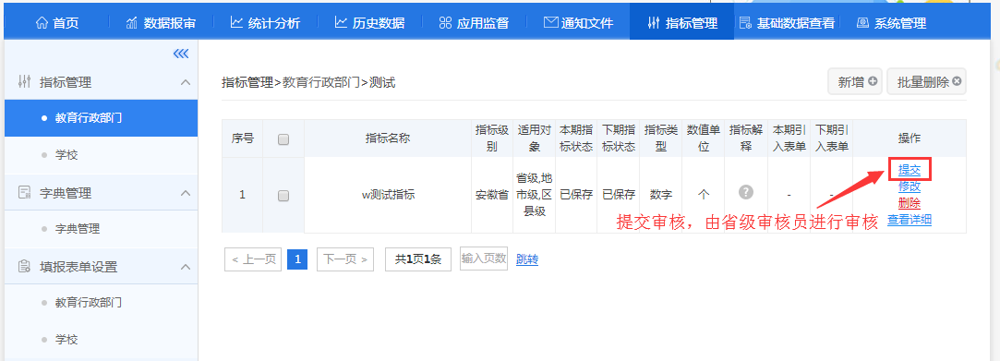 首页 数据报审 统计分析 历史数据 应用监督 通知文件 指标管理 基础数据查看 系统管理
指标管理
教育行政部门
学校
字典管理
字典管理
填报表单设置
教育行政部门
学校
指标管理>教育行政部门>测试
新增 批量删除
序号 指标名称 指标级别 适用对象 本期指标状态 下期指标状态 指标类型 数值单位 指标解释 本期引入表单 下期引入表单 操作
1 w测试指标 安徽省 省级,地市级,区县级 已保存 已保存 数字 个 ? - -
提交
修改
删除
查看详细
提交审核，由省级审核员进行审核
< 上一页 1 下一页 > 共1页1条 输入页数 跳转